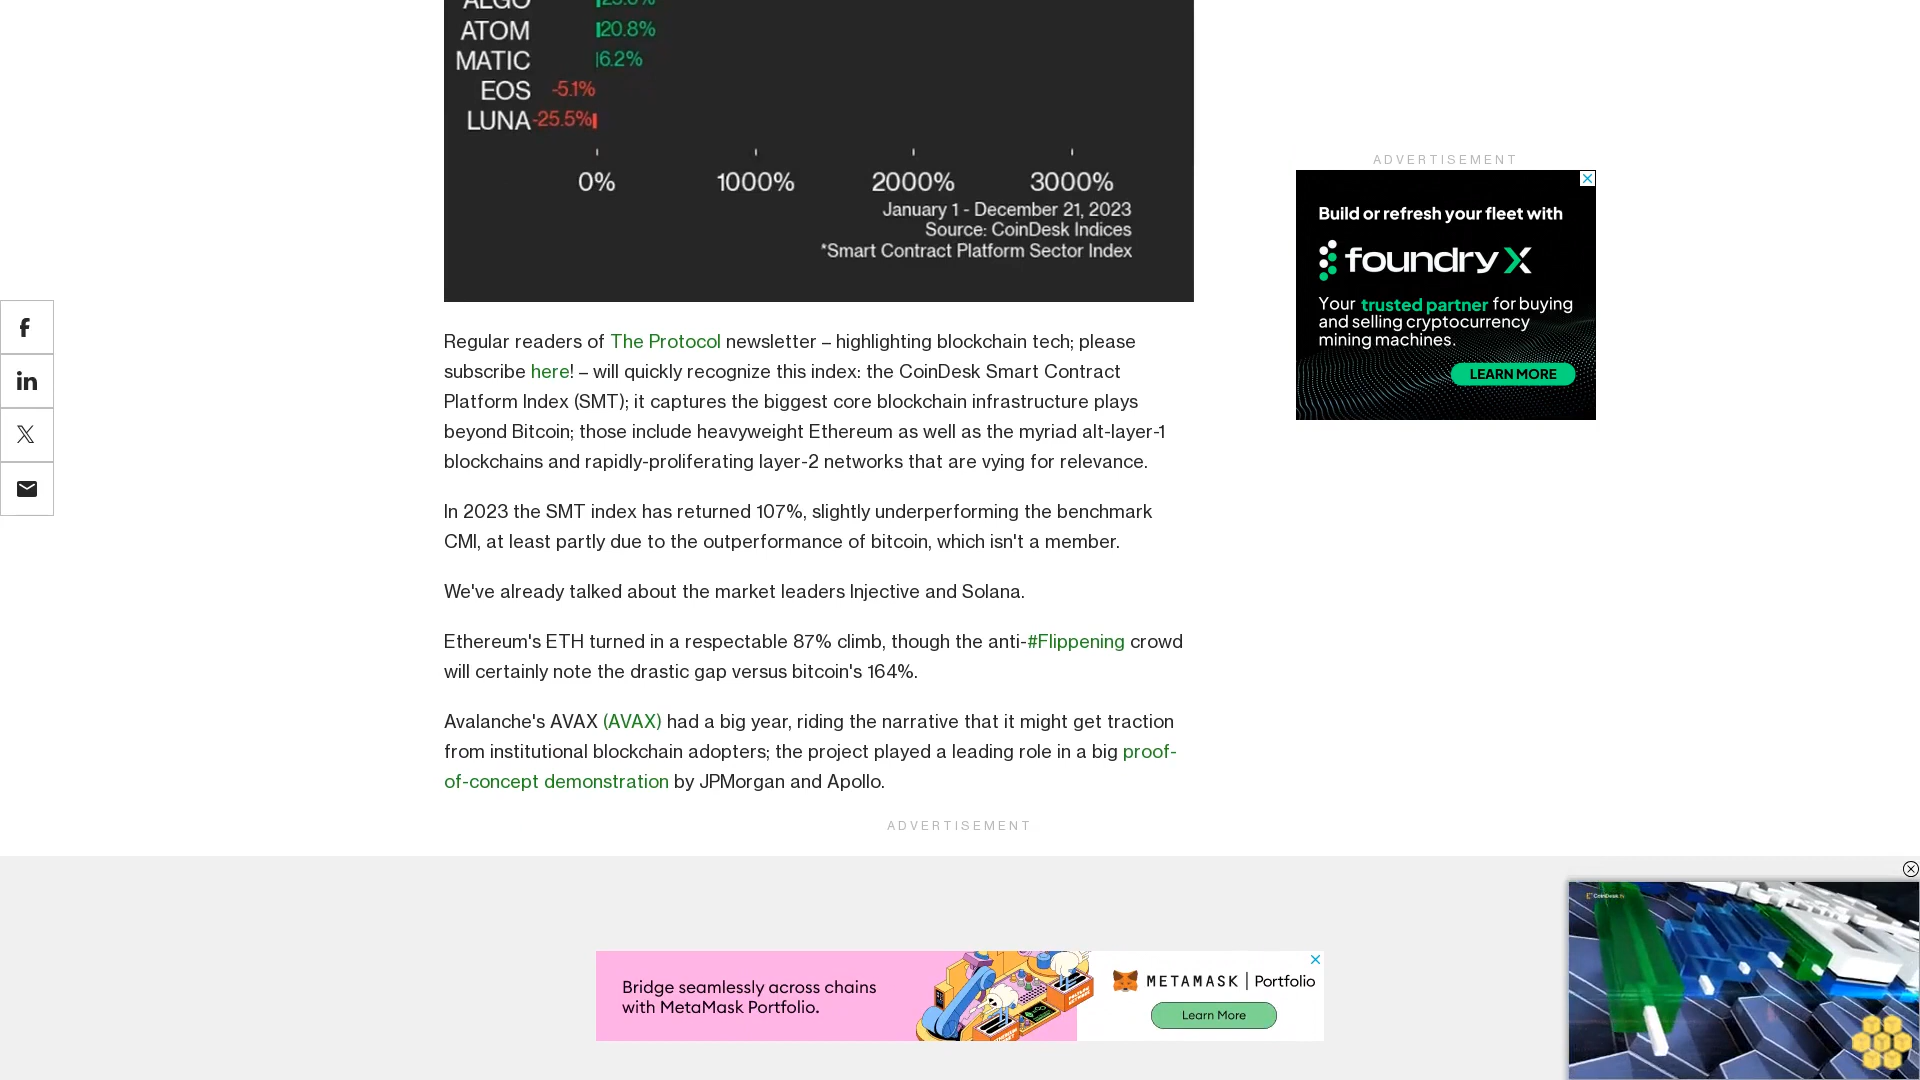 ALGO
ATOM 20.8%
MATIC 6.2%
EOS -5.1%
LUNA -25.5%
0% 1000% 2000% 3000%
January 1 - December 21, 2023
Source: CoinDesk Indices
*Smart Contract Platform Sector Index
Regular readers of The Protocol newsletter – highlighting blockchain tech; please
subscribe here! – will quickly recognize this index: the CoinDesk Smart Contract
Platform Index (SMT); it captures the biggest core blockchain infrastructure plays
beyond Bitcoin; those include heavyweight Ethereum as well as the myriad alt-layer-1
blockchains and rapidly-proliferating layer-2 networks that are vying for relevance.
In 2023 the SMT index has returned 107%, slightly underperforming the benchmark
CMI, at least partly due to the outperformance of bitcoin, which isn't a member.
We've already talked about the market leaders Injective and Solana.
Ethereum's ETH turned in a respectable 87% climb, though the anti-#Flippening crowd
will certainly note the drastic gap versus bitcoin's 164%.
Avalanche's AVAX (AVAX) had a big year, riding the narrative that it might get traction
from institutional blockchain adopters; the project played a leading role in a big proof-
of-concept demonstration by JPMorgan and Apollo.
ADVERTISEMENT
Build or refresh your fleet with
foundry X
Your trusted partner for buying
and selling cryptocurrency
mining machines.
LEARN MORE
ADVERTISEMENT
Bridge seamlessly across chains
with MetaMask Portfolio.
METAMASK | Portfolio
Learn More